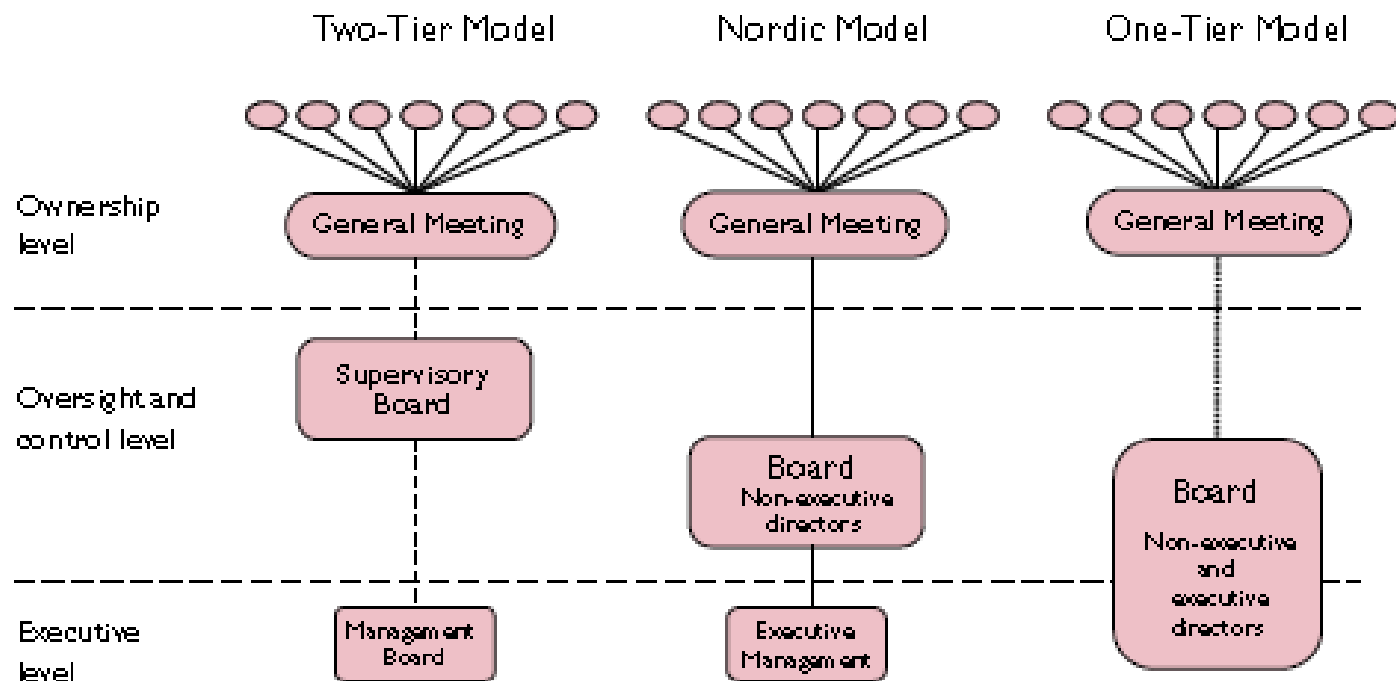 Two-Tier Model
Nordic Model
One-Tier Model
Ownership
level
General Meeting
General Meeting
General Meeting
Oversight and
control level
Supervisory
Board
Board
Non-executive
directors
Board
Non-executive
and
executive
directors
Executive
level
Management
Board
Executive
Management